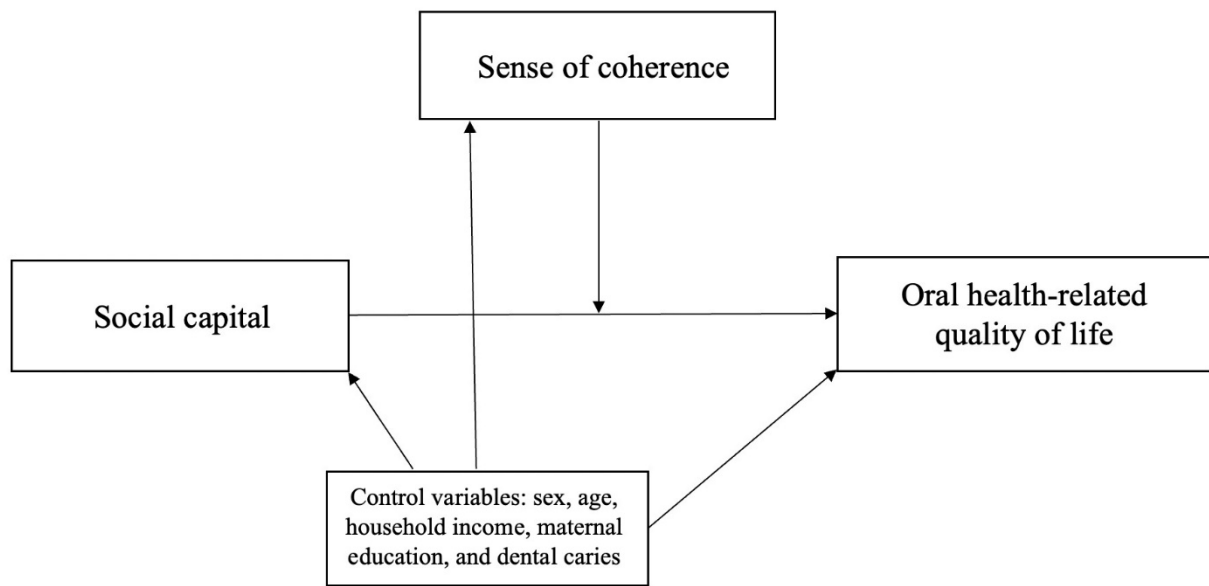 Sense of coherence
Social capital
Oral health-related
quality of life
Control variables: sex, age,
household income, maternal
education, and dental caries